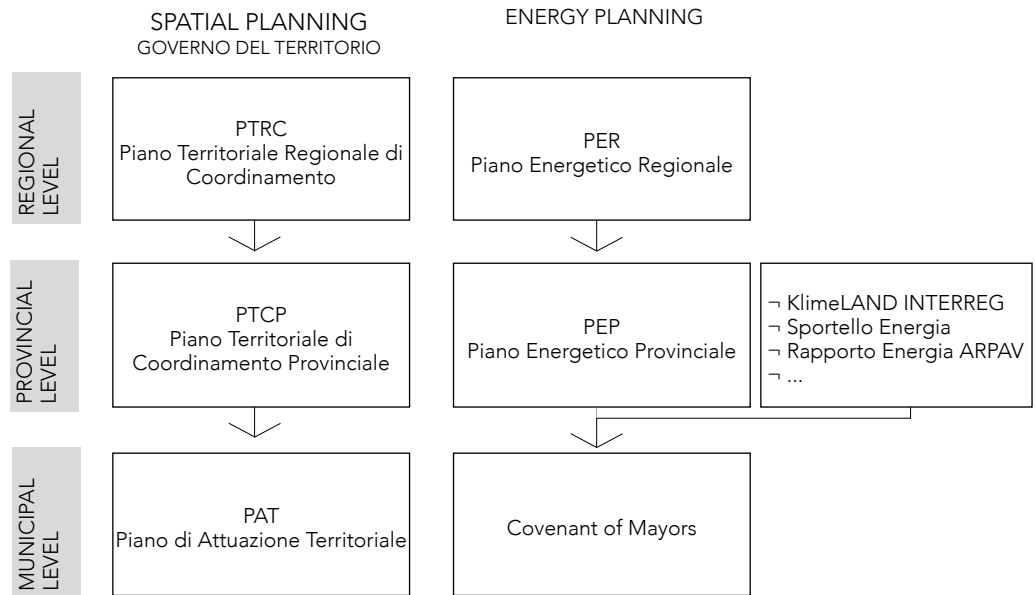 SPATIAL PLANNING
GOVERNO DEL TERRITORIO
ENERGY PLANNING
REGIONAL
LEVEL
PTRC
Piano Territoriale Regionale di
Coordinamento
PER
Piano Energetico Regionale
PROVINCIAL
LEVEL
PTCP
Piano Territoriale di
Coordinamento Provinciale
PEP
Piano Energetico Provinciale
¬ KlimeLAND INTERREG
¬ Sportello Energia
¬ Rapporto Energia ARPAV
¬ ...
MUNICIPAL
LEVEL
PAT
Piano di Attuazione Territoriale
Covenant of Mayors